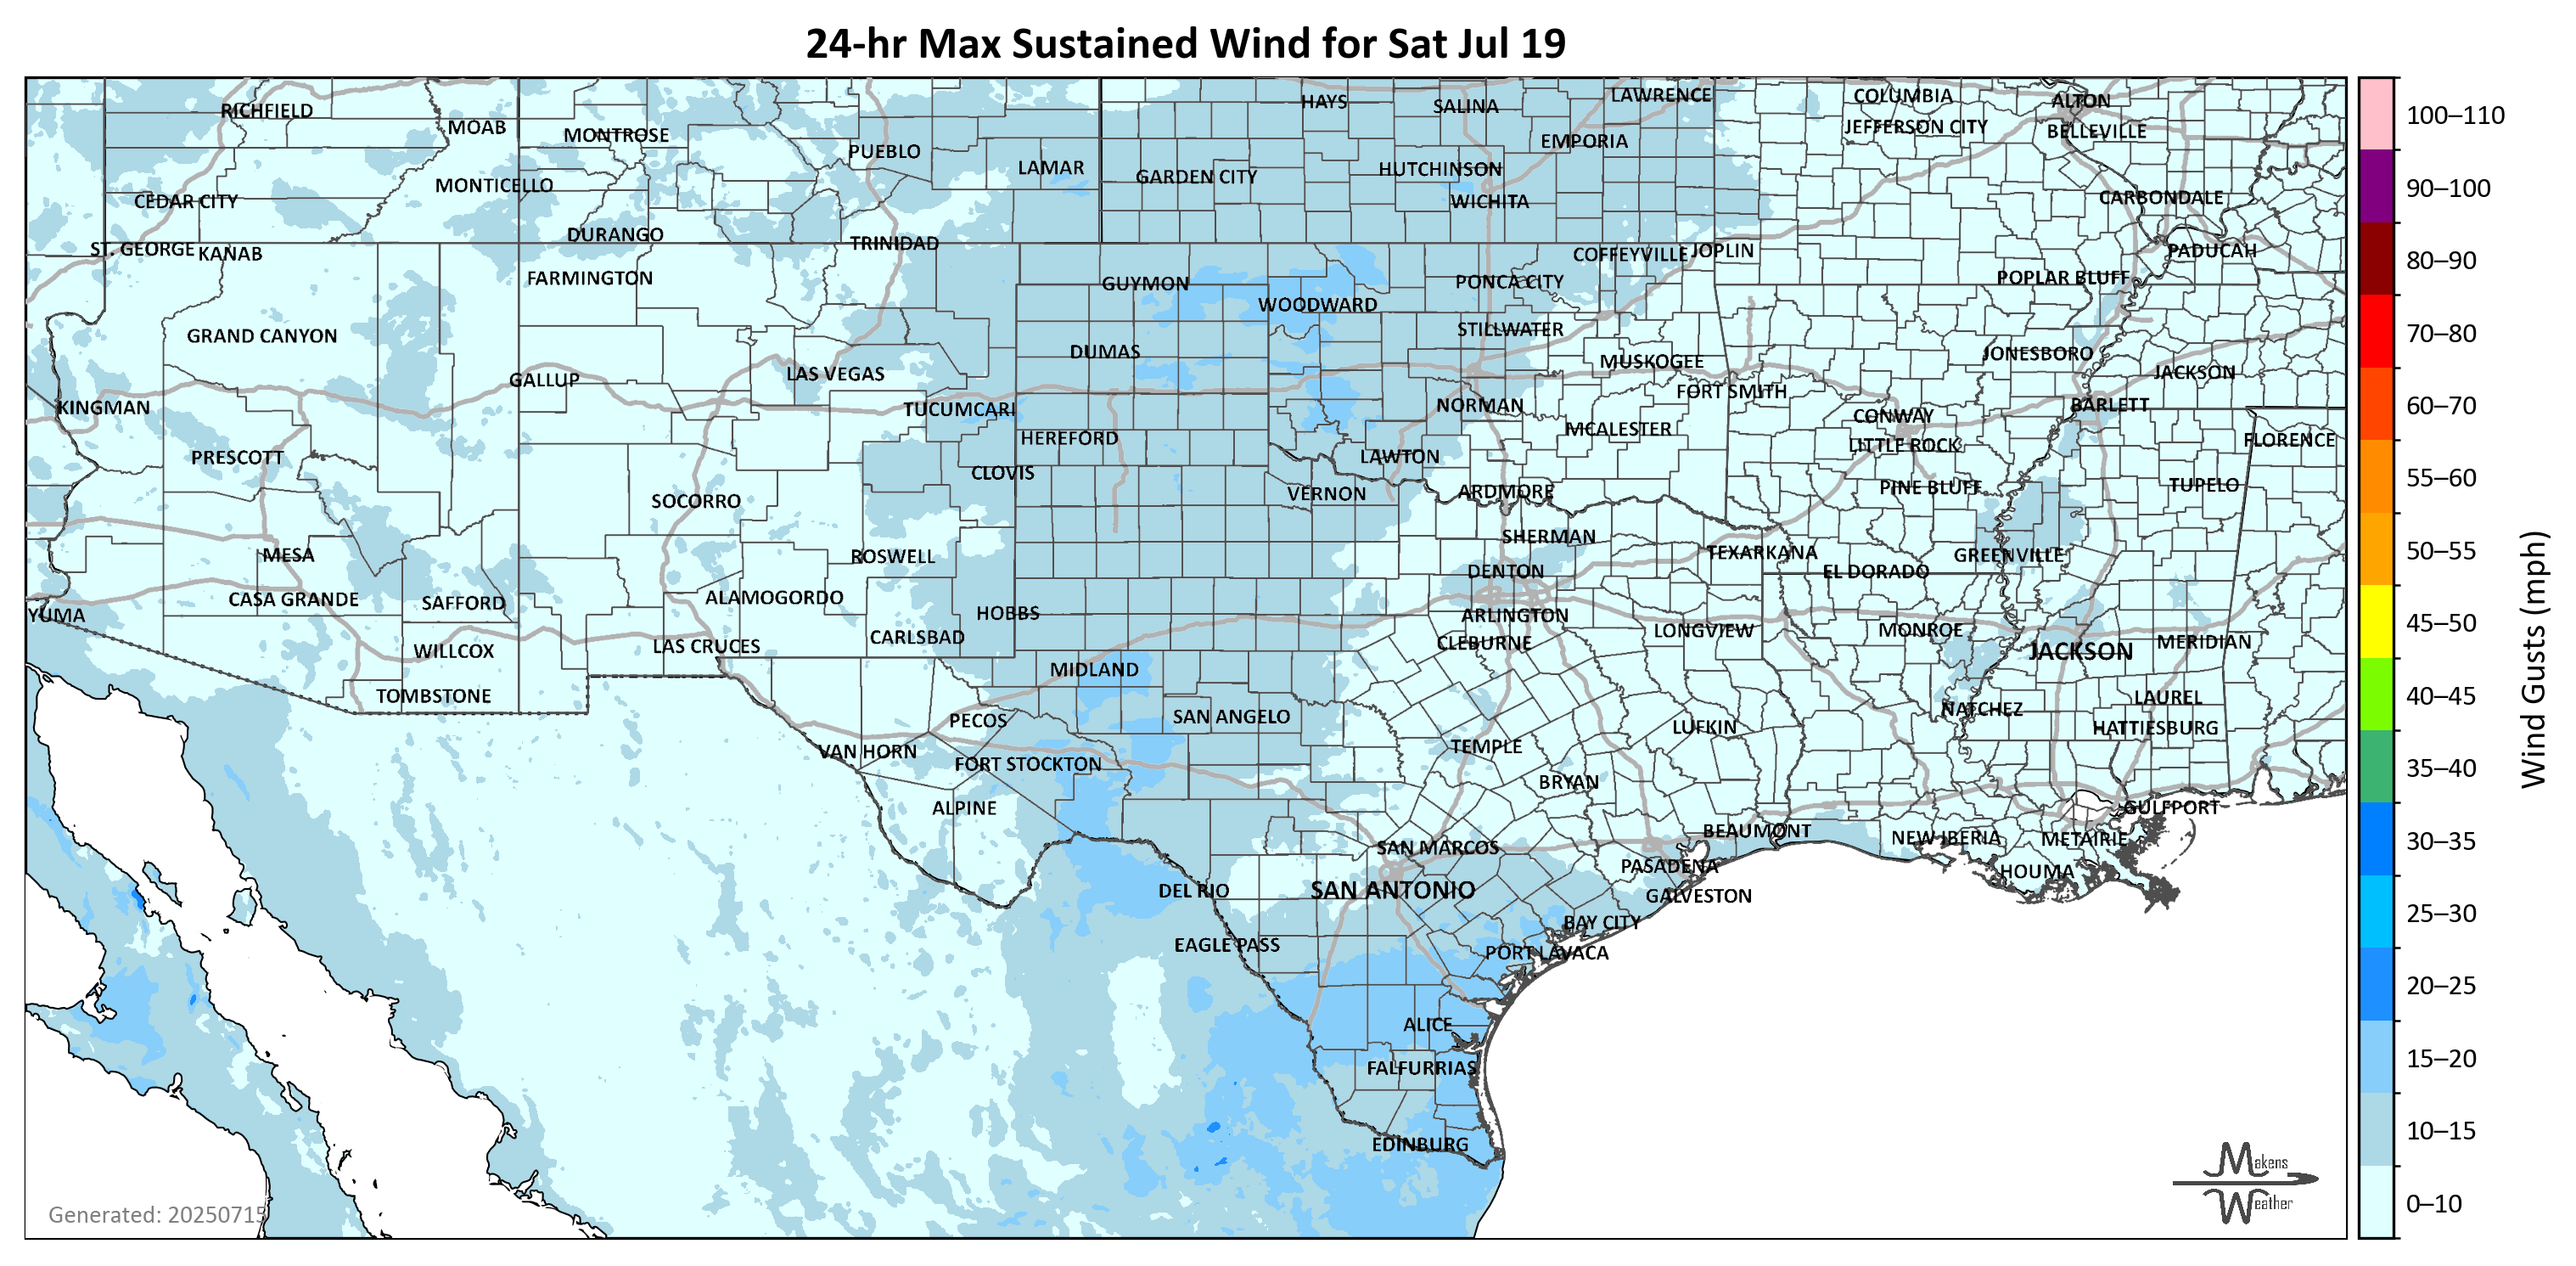 24-hr Max Sustained Wind for Sat Jul 19
RICHFIELD
MOAB
MONTROSE
PUEBLO
LAMAR
HAYS
SALINA
LAWRENCE
COLUMBIA
ALTON
EMPORIA
JEFFERSON CITY
BELLEVILLE
GARDEN CITY
HUTCHINSON
MONTICELLO
CEDAR CITY
WICHITA
CARBONDALE
ST. GEORGE
KANAB
DURANGO
TRINIDAD
COFFEYVILLE
JOPLIN
PADUCAH
FARMINGTON
GUYMON
PONCA CITY
POPLAR BLUFF
WOODWARD
GRAND CANYON
STILLWATER
DUMAS
MUSKOGEE
JONESBORO
GALLUP
LAS VEGAS
FORT SMITH
JACKSON
KINGMAN
TUCUMCARI
NORMAN
CONWAY
BARLETT
HEREFORD
MCALESTER
LITTLE ROCK
FLORENCE
PRESCOTT
CLOVIS
LAWTON
SOCORRO
VERNON
ARDMORE
PINE BLUFF
TUPELO
MESA
ROSWELL
SHERMAN
TEXARKANA
GREENVILLE
DENTON
EL DORADO
YUMA
CASA GRANDE
SAFFORD
ALAMOGORDO
HOBBS
ARLINGTON
WILLCOX
LAS CRUCES
CARLSBAD
CLEBURNE
LONGVIEW
MONROE
JACKSON
MERIDIAN
TOMBSTONE
MIDLAND
PECOS
SAN ANGELO
NATCHEZ
LAUREL
VAN HORN
FORT STOCKTON
TEMPLE
LUFKIN
HATTIESBURG
ALPINE
BRYAN
GULFPORT
SAN MARCOS
BEAUMONT
NEW IBERIA
METAIRIE
DEL RIO
SAN ANTONIO
PASADENA
GALVESTON
HOUMA
EAGLE PASS
BAY CITY
PORT LAVACA
ALICE
FALFURRIAS
EDINBURG
Generated: 20250715
Makens
Weather
100–110
90–100
80–90
70–80
60–70
55–60
50–55
45–50
40–45
35–40
30–35
25–30
20–25
15–20
10–15
0–10
Wind Gusts (mph)